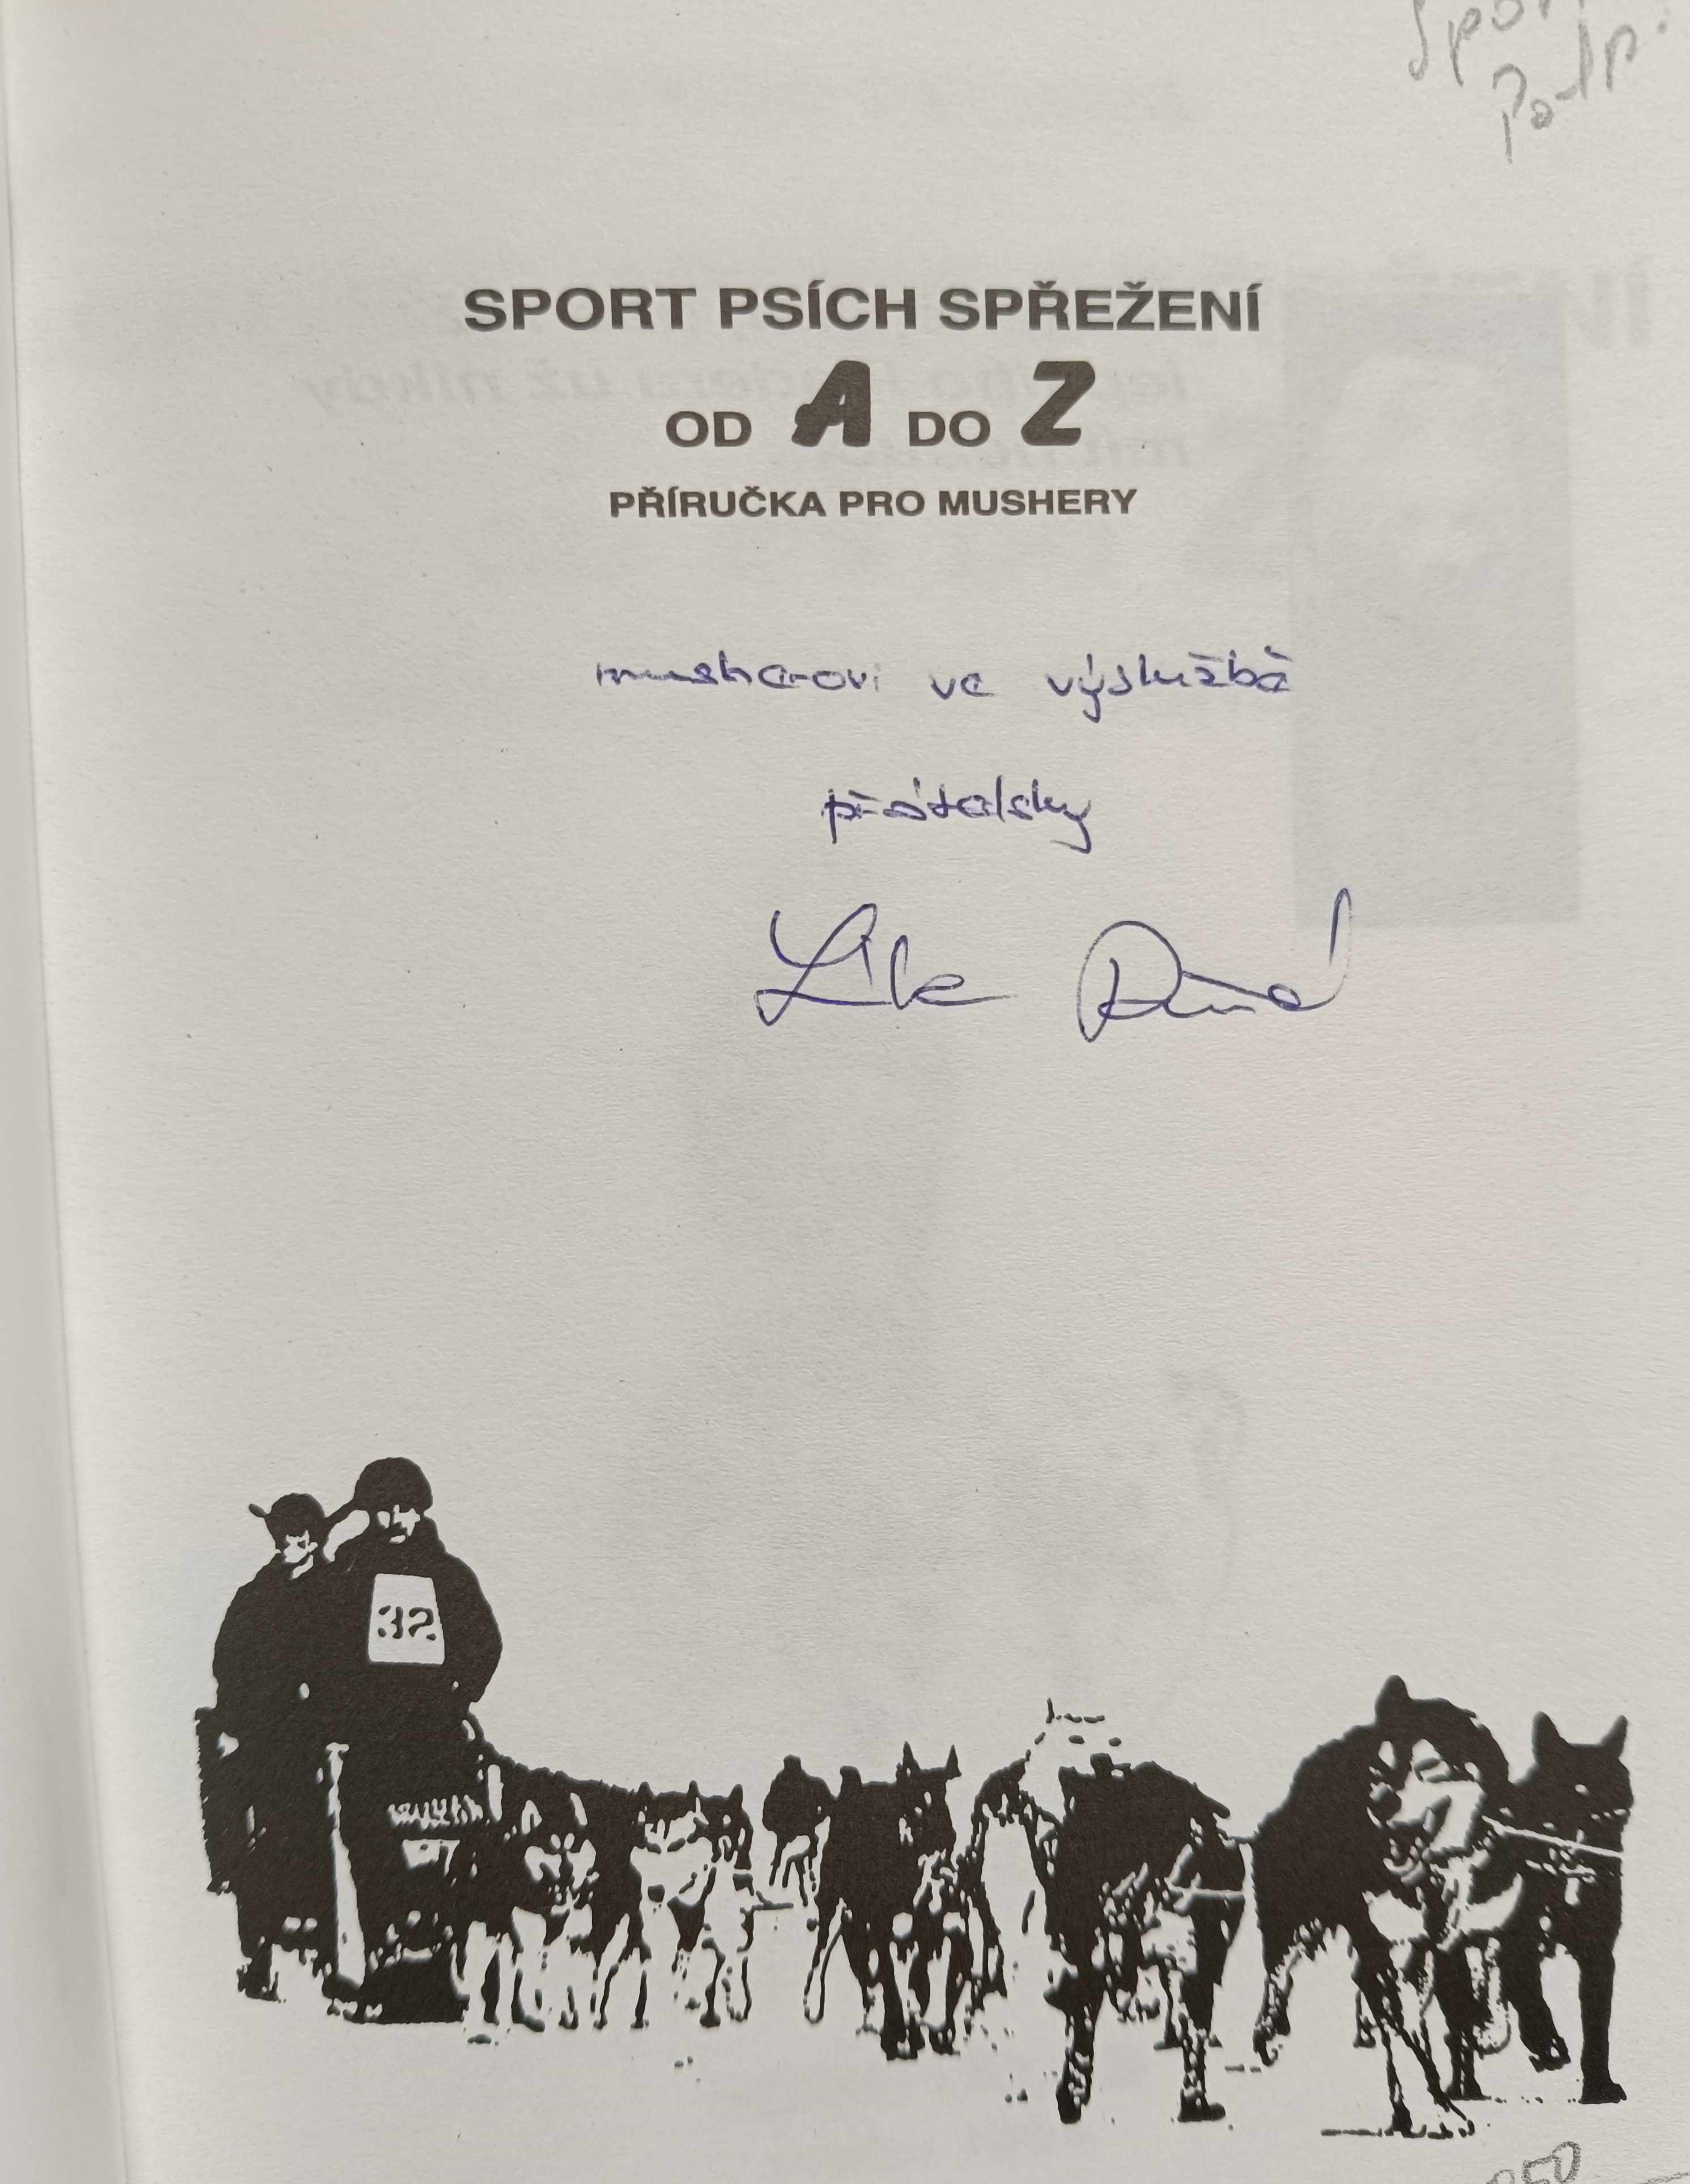 SPORT PSÍCH SPŘEŽENÍ
OD A DO Z
PŘÍRUČKA PRO MUSHERY
musherovi ve výslužbě
přátelsky
32